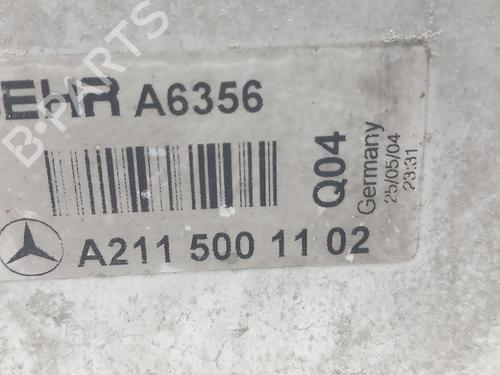 EHR A6356
Q04
Germany
25/05/04
23:31
A211 500 11 02
B-PARTS